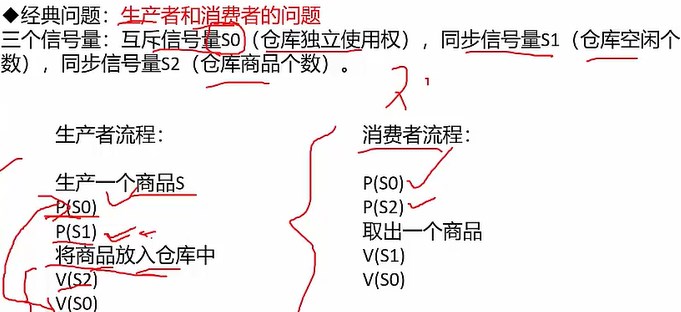 ◆经典问题：生产者和消费者的问题
三个信号量：互斥信号量S0（仓库独立使用权），同步信号量S1（仓库空闲个
数），同步信号量S2（仓库商品个数）。
生产者流程：
生产一个商品S
P(S0)
P(S1)
将商品放入仓库中
V(S2)
V(S0)
消费者流程：
P(S0)
P(S2)
取出一个商品
V(S1)
V(S0)